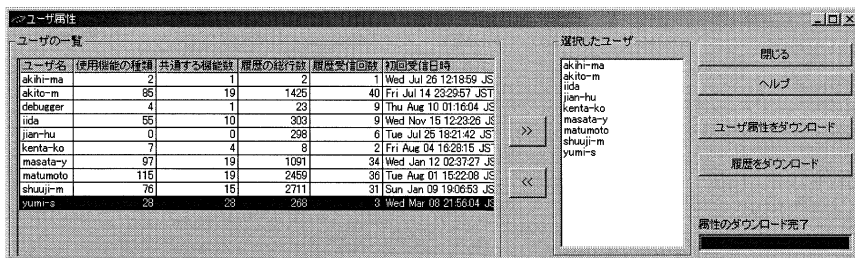 ユーザ属性
ユーザの一覧
ユーザ名 使用機能の種類 共通する機能数 履歴の総行数 履歴受信回数 初回受信日時
akihi-ma 2 1 2 1 Wed Jul 26 12:18:59 JS
akito-m 85 19 1425 40 Fri Jul 14 23:29:57 JST
debugger 4 1 23 9 Thu Aug 10 01:16:04 JS
iida 55 10 303 9 Wed Nov 15 12:23:26 JS
jian-hu 0 0 298 6 Tue Jul 25 18:21:42 JS
kenta-ko 7 4 8 2 Fri Aug 04 16:28:15 JS
masata-y 97 19 1091 34 Wed Jan 12 02:37:27 JS
matumoto 115 19 2459 36 Tue Aug 01 15:22:08 JS
shuuji-m 76 15 2711 31 Sun Jan 09 19:06:53 JS
yumi-s 28 28 268 3 Wed Mar 08 21:56:04 JS
>>
<<
選択したユーザ
akihi-ma
akito-m
iida
jian-hu
kenta-ko
masata-y
matumoto
shuuji-m
yumi-s
閉じる
ヘルプ
ユーザ属性をダウンロード
履歴をダウンロード
属性のダウンロード完了